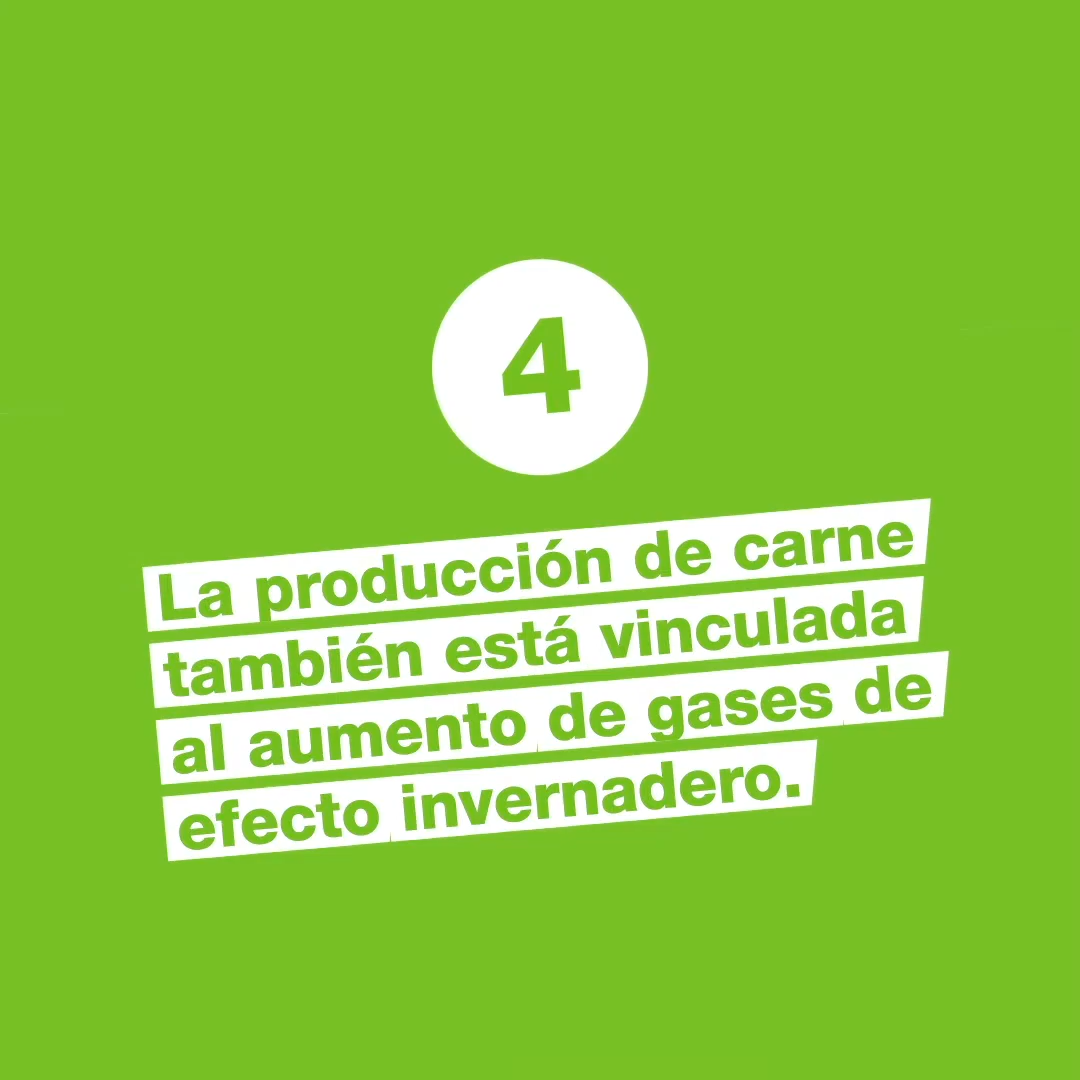 4
La producción de carne
también está vinculada
al aumento de gases de
efecto invernadero.